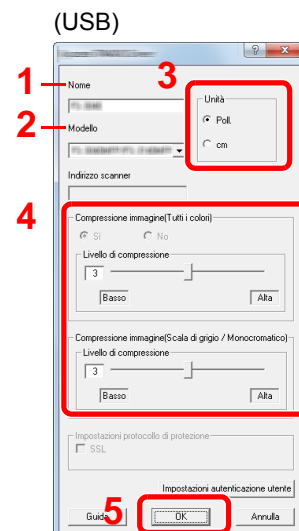 (USB)
1
Nome
3
Unità
Poll.
cm
2
Modello
Indirizzo scanner
4
Compressione immagine(Tutti i colori)
Sì No
Livello di compressione
3
Basso Alta
Compressione immagine(Scala di grigio / Monocromatico)
Livello di compressione
3
Basso Alta
Impostazioni protocollo di protezione
SSL
Impostazioni autenticazione utente
5
Guida OK Annulla